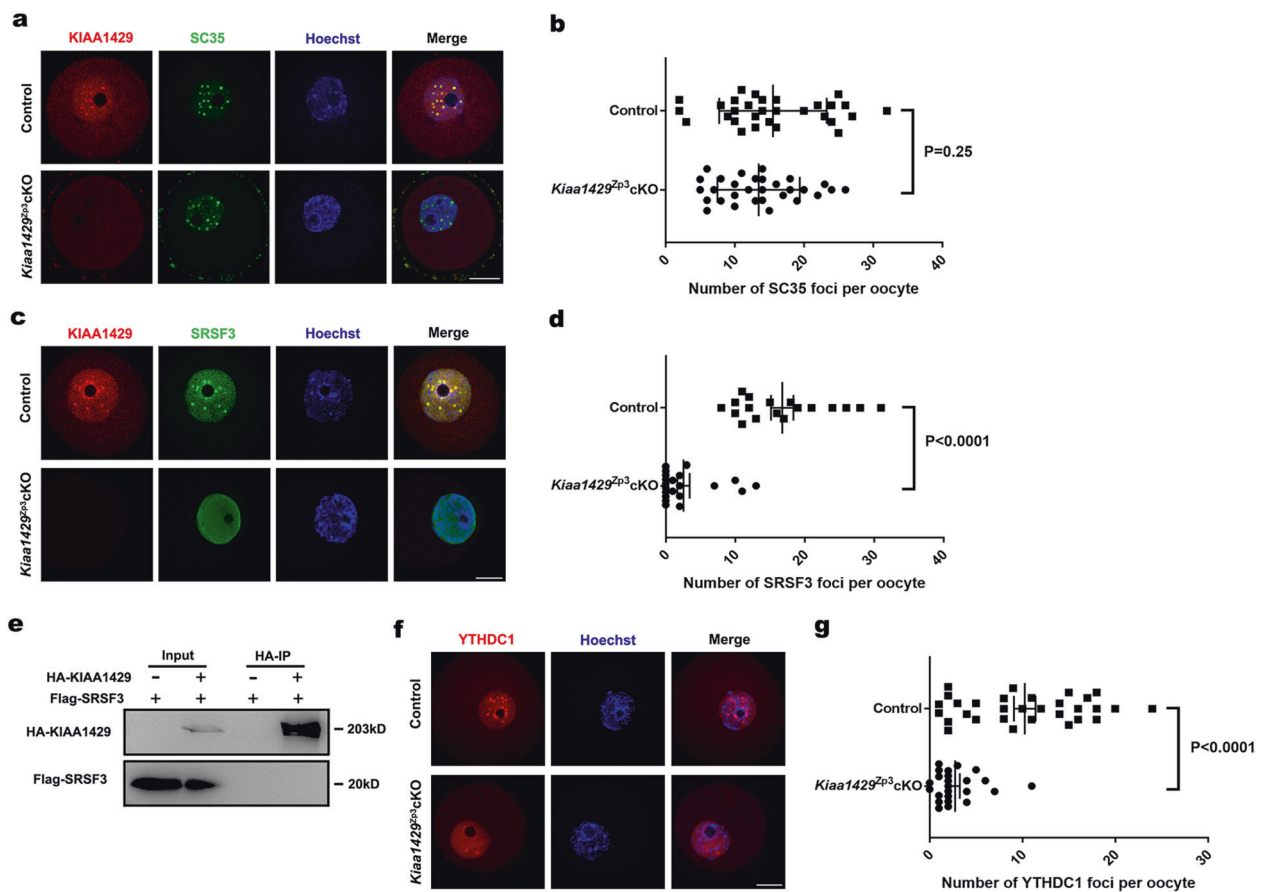 a
KIAA1429 SC35 Hoechst Merge
Control
Kiaa1429Zp3cKO
b
Control
Kiaa1429Zp3cKO
P=0.25
0 10 20 30 40
Number of SC35 foci per oocyte
c
KIAA1429 SRSF3 Hoechst Merge
Control
Kiaa1429Zp3cKO
d
Control
Kiaa1429Zp3cKO
P<0.0001
0 10 20 30 40
Number of SRSF3 foci per oocyte
e
Input HA-IP
HA-KIAA1429 - + - +
Flag-SRSF3 + + + +
HA-KIAA1429 – 203kD
Flag-SRSF3 – 20kD
f
YTHDC1 Hoechst Merge
Control
Kiaa1429Zp3cKO
g
Control
Kiaa1429Zp3cKO
P<0.0001
0 10 20 30
Number of YTHDC1 foci per oocyte